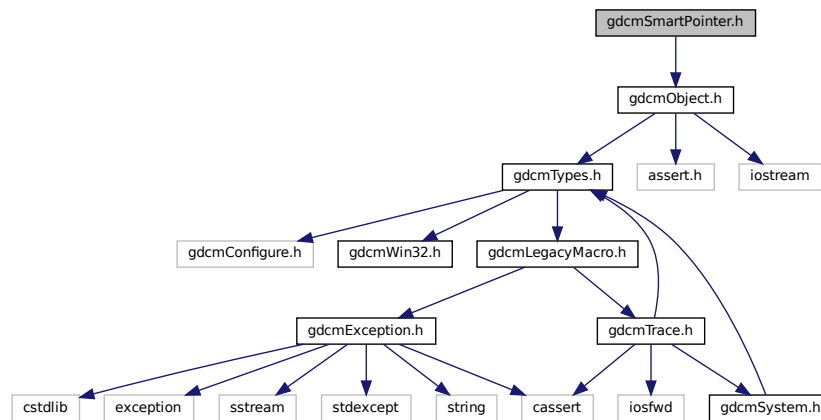 gdcmSmartPointer.h
gdcmObject.h
gdcmTypes.h
assert.h
iostream
gdcmConfigure.h
gdcmWin32.h
gdcmLegacyMacro.h
gdcmException.h
gdcmTrace.h
cstdlib
exception
sstream
stdexcept
string
cassert
iosfwd
gdcmSystem.h